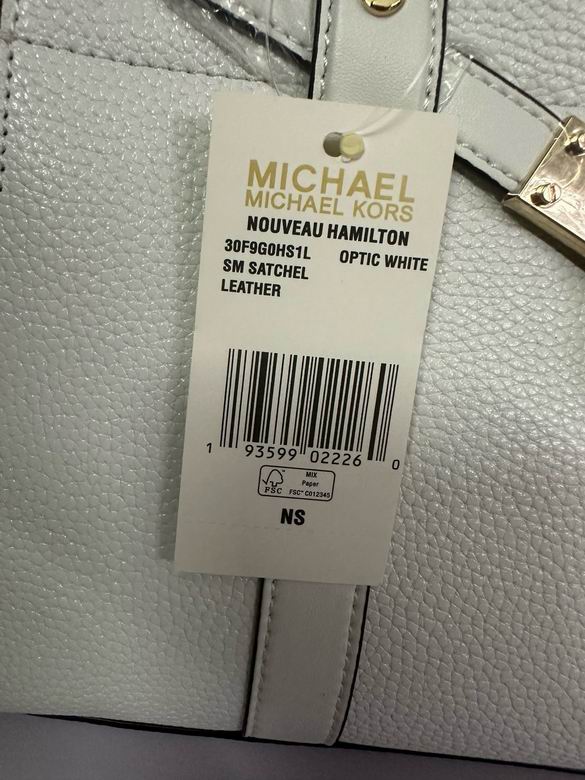 MICHAEL
MICHAEL KORS
NOUVEAU HAMILTON
30F9G0HS1L OPTIC WHITE
SM SATCHEL
LEATHER
1 93599 02226 0
FSC
MIX
Paper
FSC™ C012345
NS